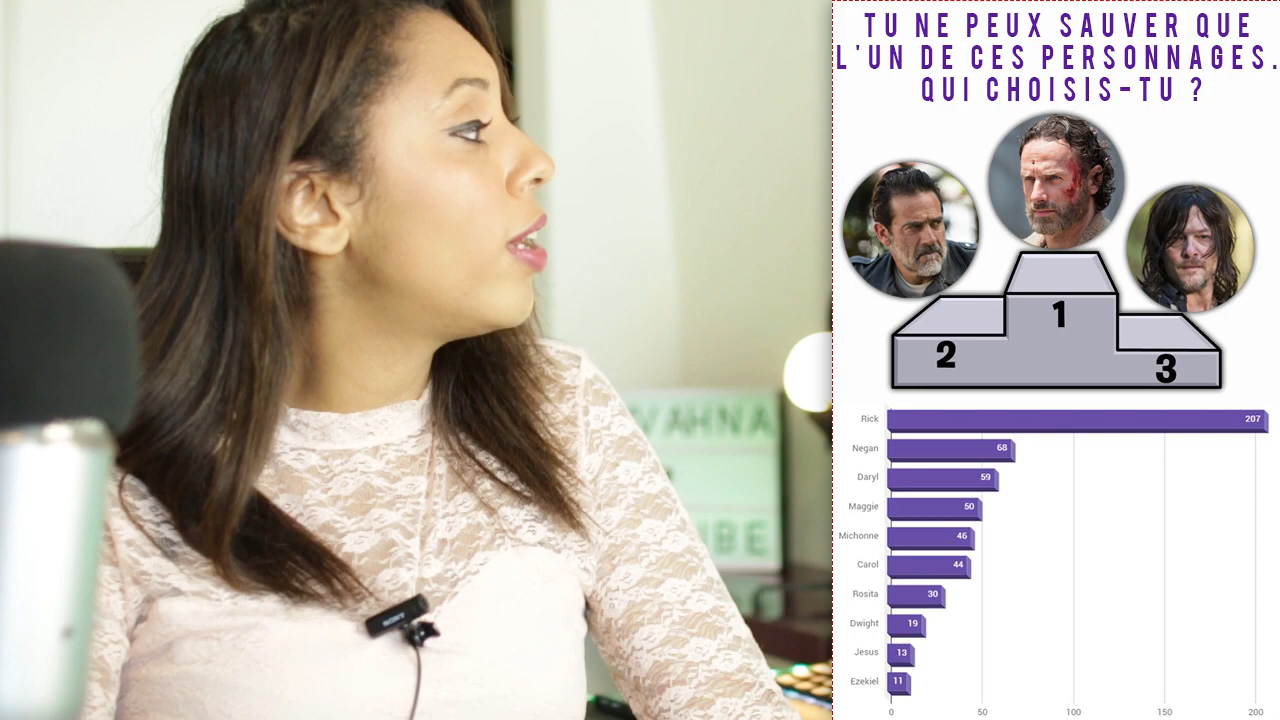 TU NE PEUX SAUVER QUE
L'UN DE CES PERSONNAGES.
QUI CHOISIS-TU ?
1
2
3
Rick 207
Negan 68
Daryl 59
Maggie 50
Michonne 46
Carol 44
Rosita 30
Dwight 19
Jesus 13
Ezekiel 11
0 50 100 150 200
VAHNA
SONY